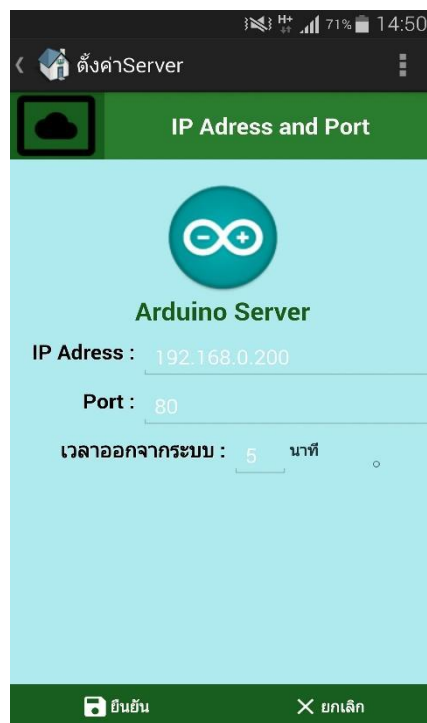 H+ 71% 14:50
ตั้งค่าServer
IP Adress and Port
Arduino Server
IP Adress : 192.168.0.200
Port : 80
เวลาออกจากระบบ : 5 นาที
ยืนยัน ยกเลิก